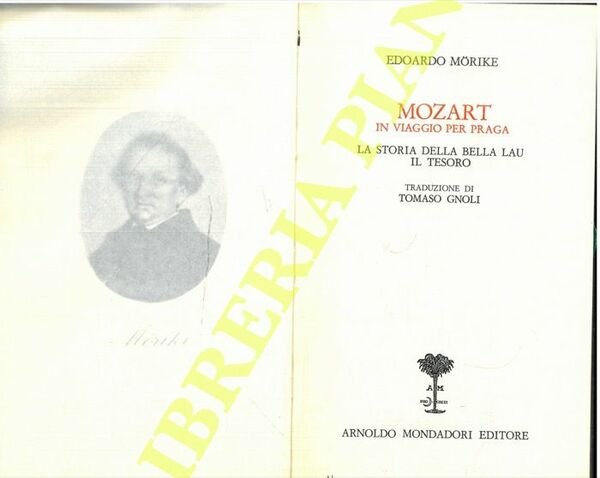 Mörike
EDOARDO MÖRIKE
MOZART
IN VIAGGIO PER PRAGA
LA STORIA DELLA BELLA LAU
IL TESORO
TRADUZIONE DI
TOMASO GNOLI
A M
ARNOLDO MONDADORI EDITORE
LIBRERIA PIAN